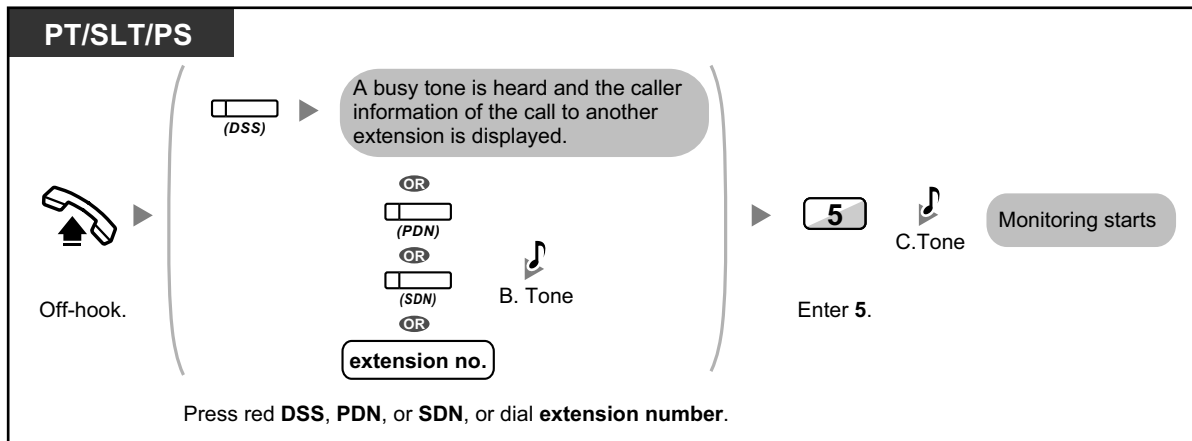 PT/SLT/PS
(DSS)
A busy tone is heard and the caller
information of the call to another
extension is displayed.
OR
(PDN)
OR
(SDN)
B. Tone
OR
extension no.
5
C.Tone
Monitoring starts
Off-hook.
Enter 5.
Press red DSS, PDN, or SDN, or dial extension number.